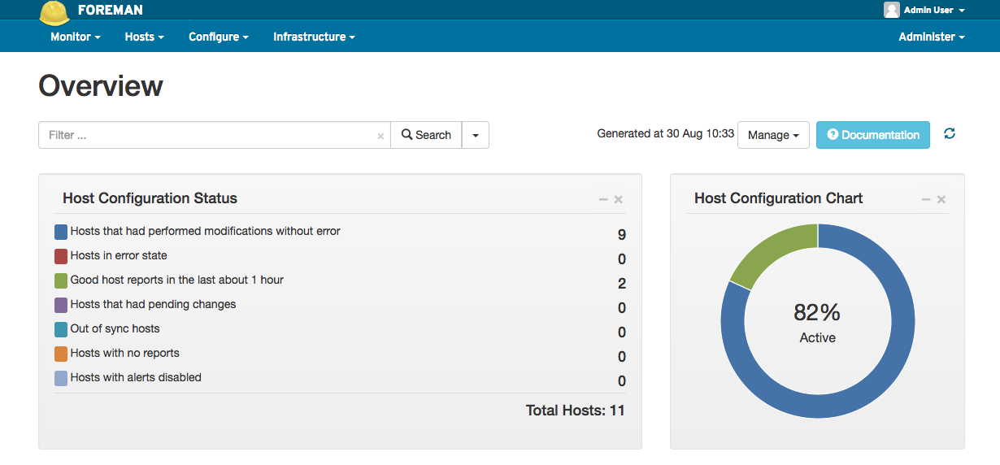 FOREMAN
Admin User
Monitor Hosts Configure Infrastructure Administer
Overview
Filter ... × Search Generated at 30 Aug 10:33 Manage Documentation
Host Configuration Status
Hosts that had performed modifications without error 9
Hosts in error state 0
Good host reports in the last about 1 hour 2
Hosts that had pending changes 0
Out of sync hosts 0
Hosts with no reports 0
Hosts with alerts disabled 0
Total Hosts: 11
Host Configuration Chart
82%
Active